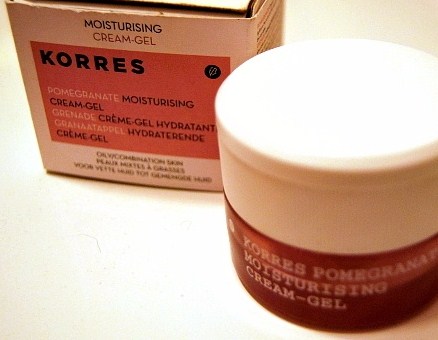 MOISTURISING
CREAM-GEL
KORRES
POMEGRANATE MOISTURISING
CREAM-GEL
GRENADE CRÈME-GEL HYDRATANT
GRANAATAPPEL HYDRATERENDE
CRÈME-GEL
OILY/COMBINATION SKIN
PEAUX MIXTES À GRASSES
VOOR VETTE HUID TOT GEMENGDE HUID
KORRES POMEGRANAT
MOISTURISING
CREAM-GEL